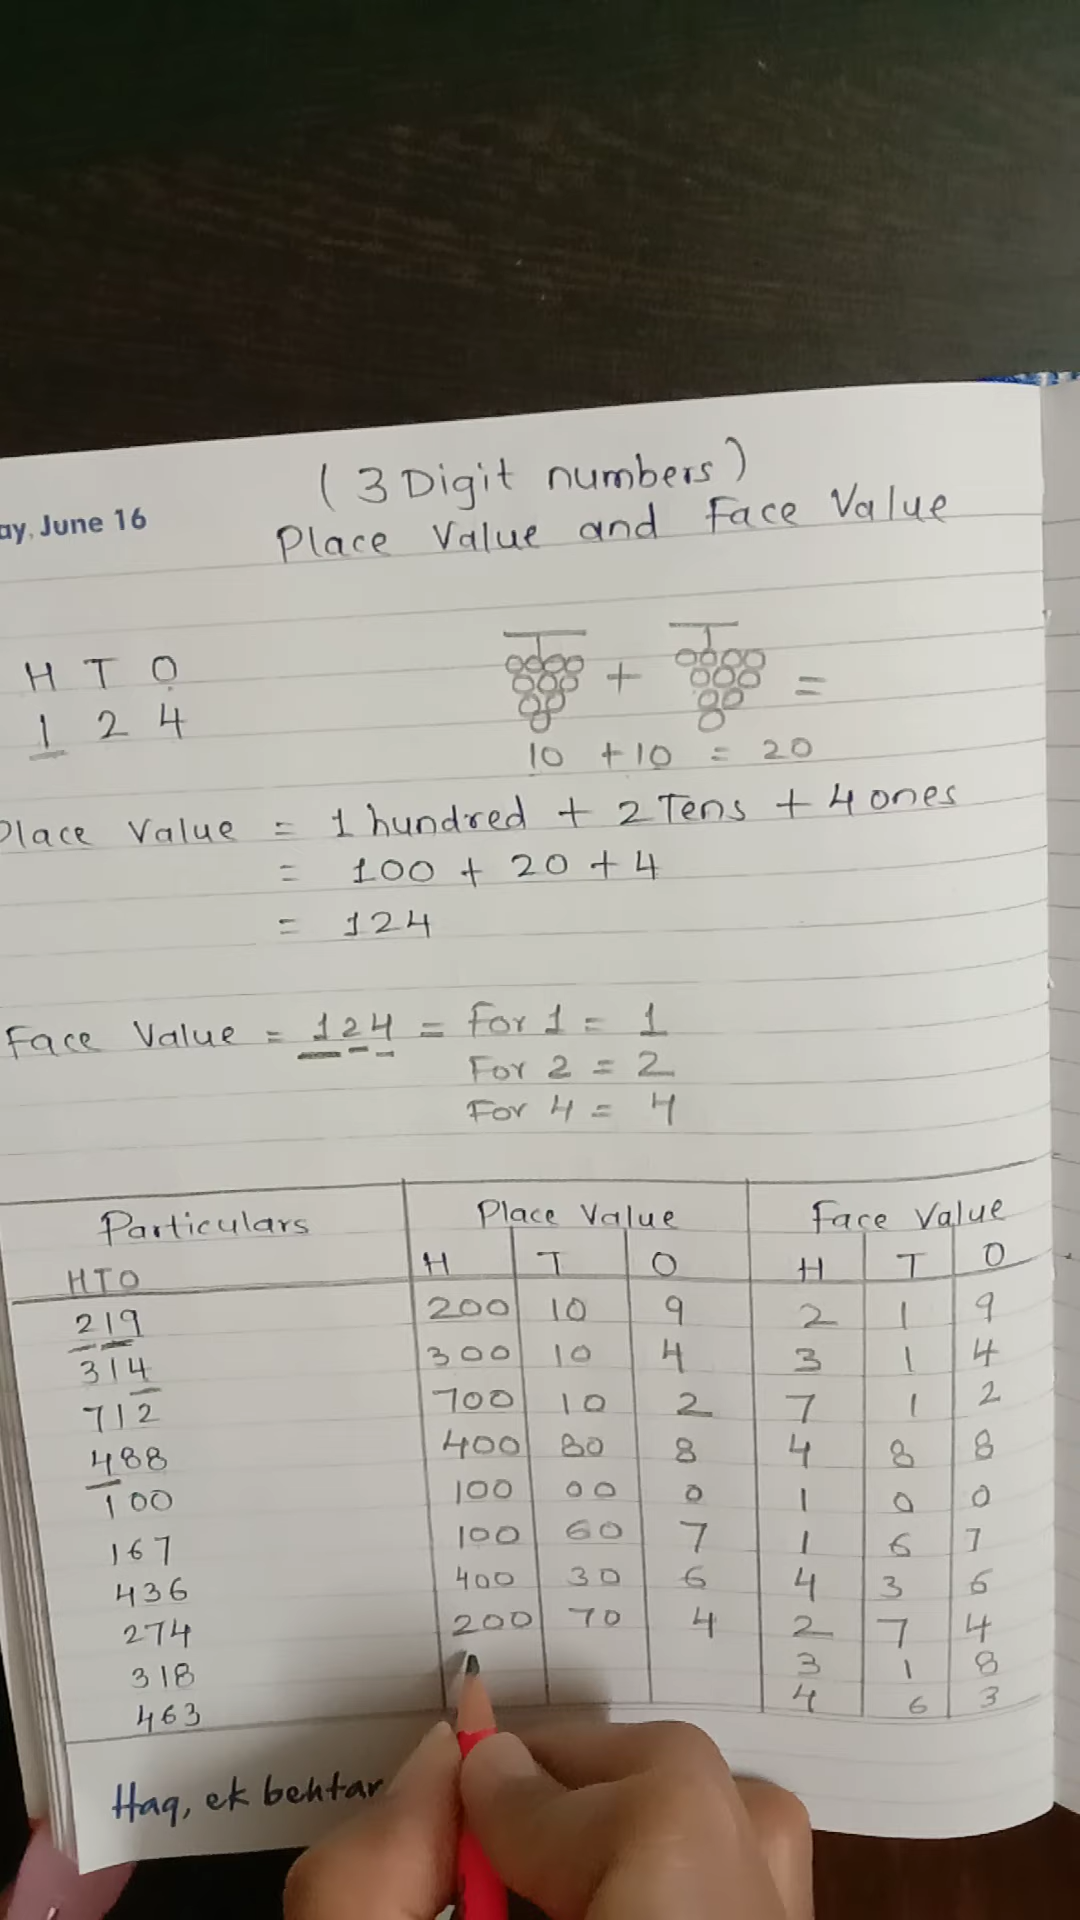 ( 3 Digit numbers )
ay, June 16
Place Value and Face Value
H T O
1 2 4
+ =
10 + 10 = 20
Place Value = 1 hundred + 2 Tens + 4 ones
= 100 + 20 + 4
= 124
Face Value = 124 = For 1 = 1
For 2 = 2
For 4 = 4
Particulars Place Value Face Value
HTO H T O H T O
219 200 10 9 2 1 9
314 300 10 4 3 1 4
712 700 10 2 7 1 2
488 400 80 8 4 8 8
100 100 00 0 1 0 0
167 100 60 7 1 6 7
436 400 30 6 4 3 6
274 200 70 4 2 7 4
318 3 1 8
463 4 6 3
Haq, ek behtar